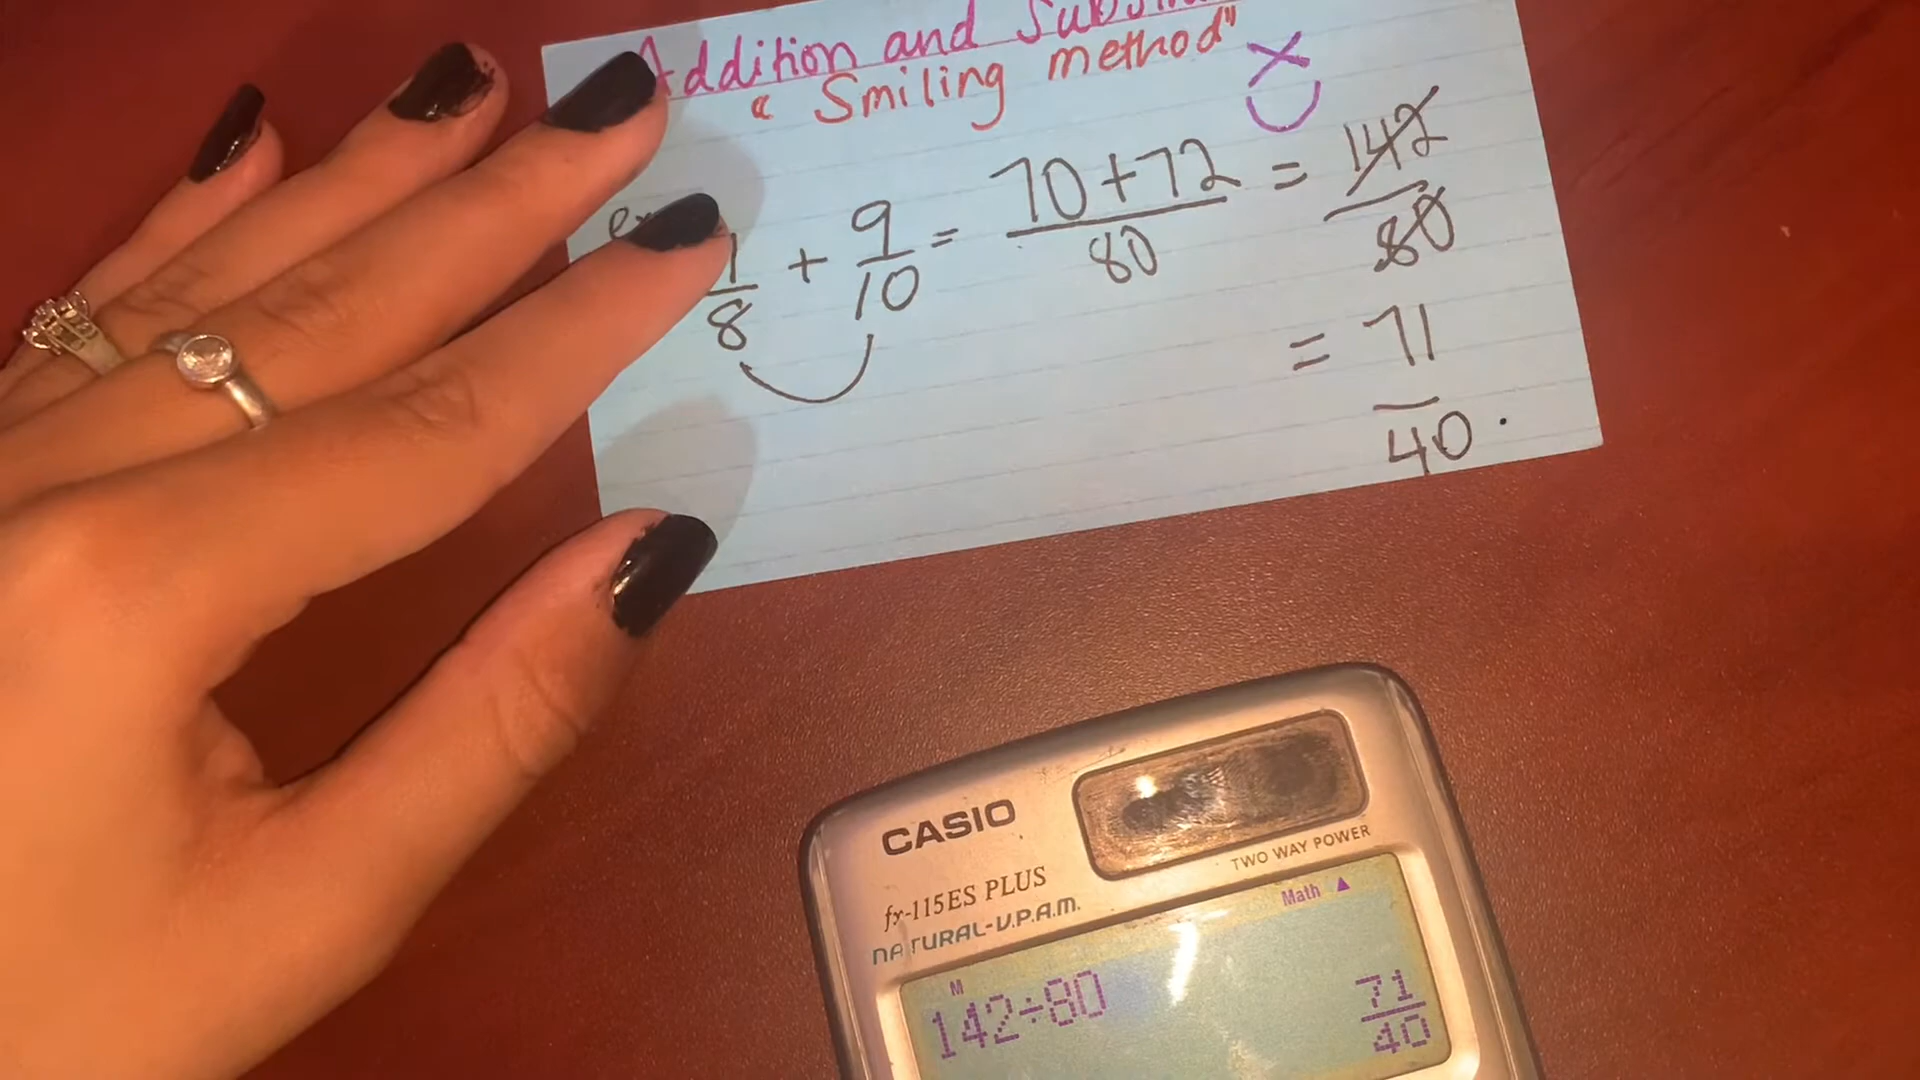 Addition and
" Smiling method"
1/8 + 9/10 = 70+72/80 = 142/80
= 71/40 .
CASIO
TWO WAY POWER
fx-115ES PLUS
NATURAL-V.P.A.M.
Math ▲
M
142÷80 71/40